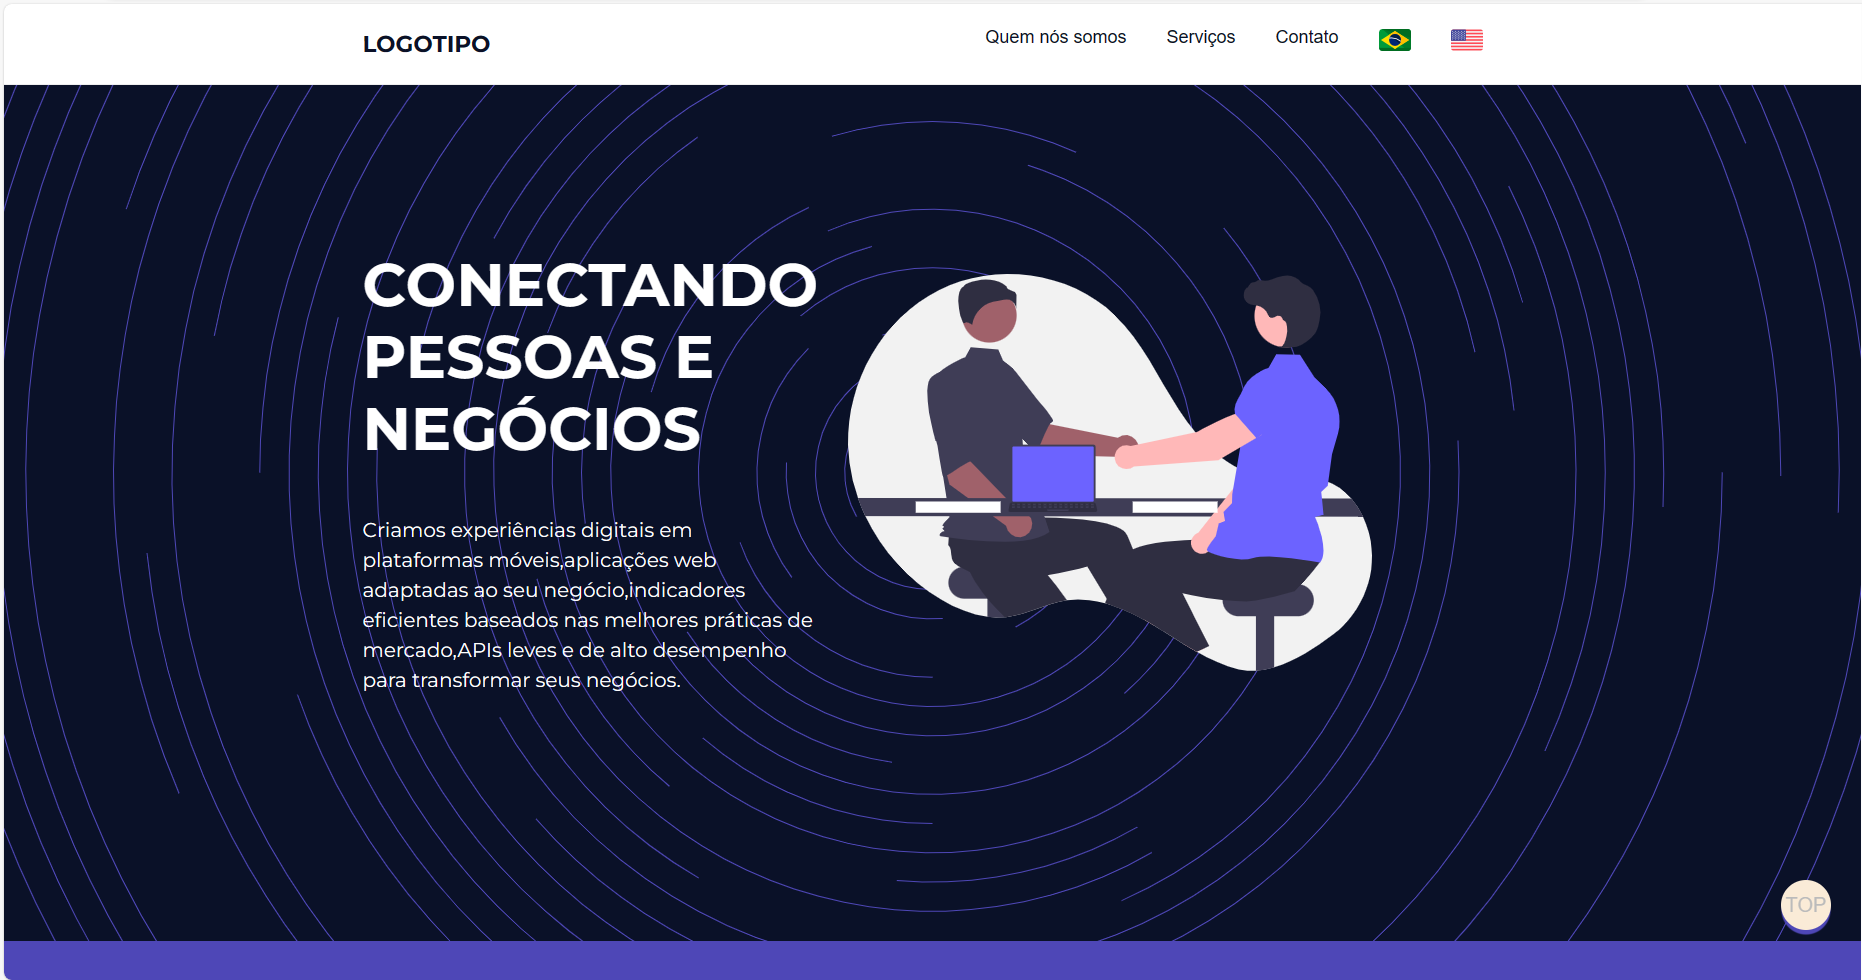 LOGOTIPO
Quem nós somos
Serviços
Contato
CONECTANDO
PESSOAS E
NEGÓCIOS
Criamos experiências digitais em
plataformas móveis,aplicações web
adaptadas ao seu negócio,indicadores
eficientes baseados nas melhores práticas de
mercado,APIs leves e de alto desempenho
para transformar seus negócios.
TOP